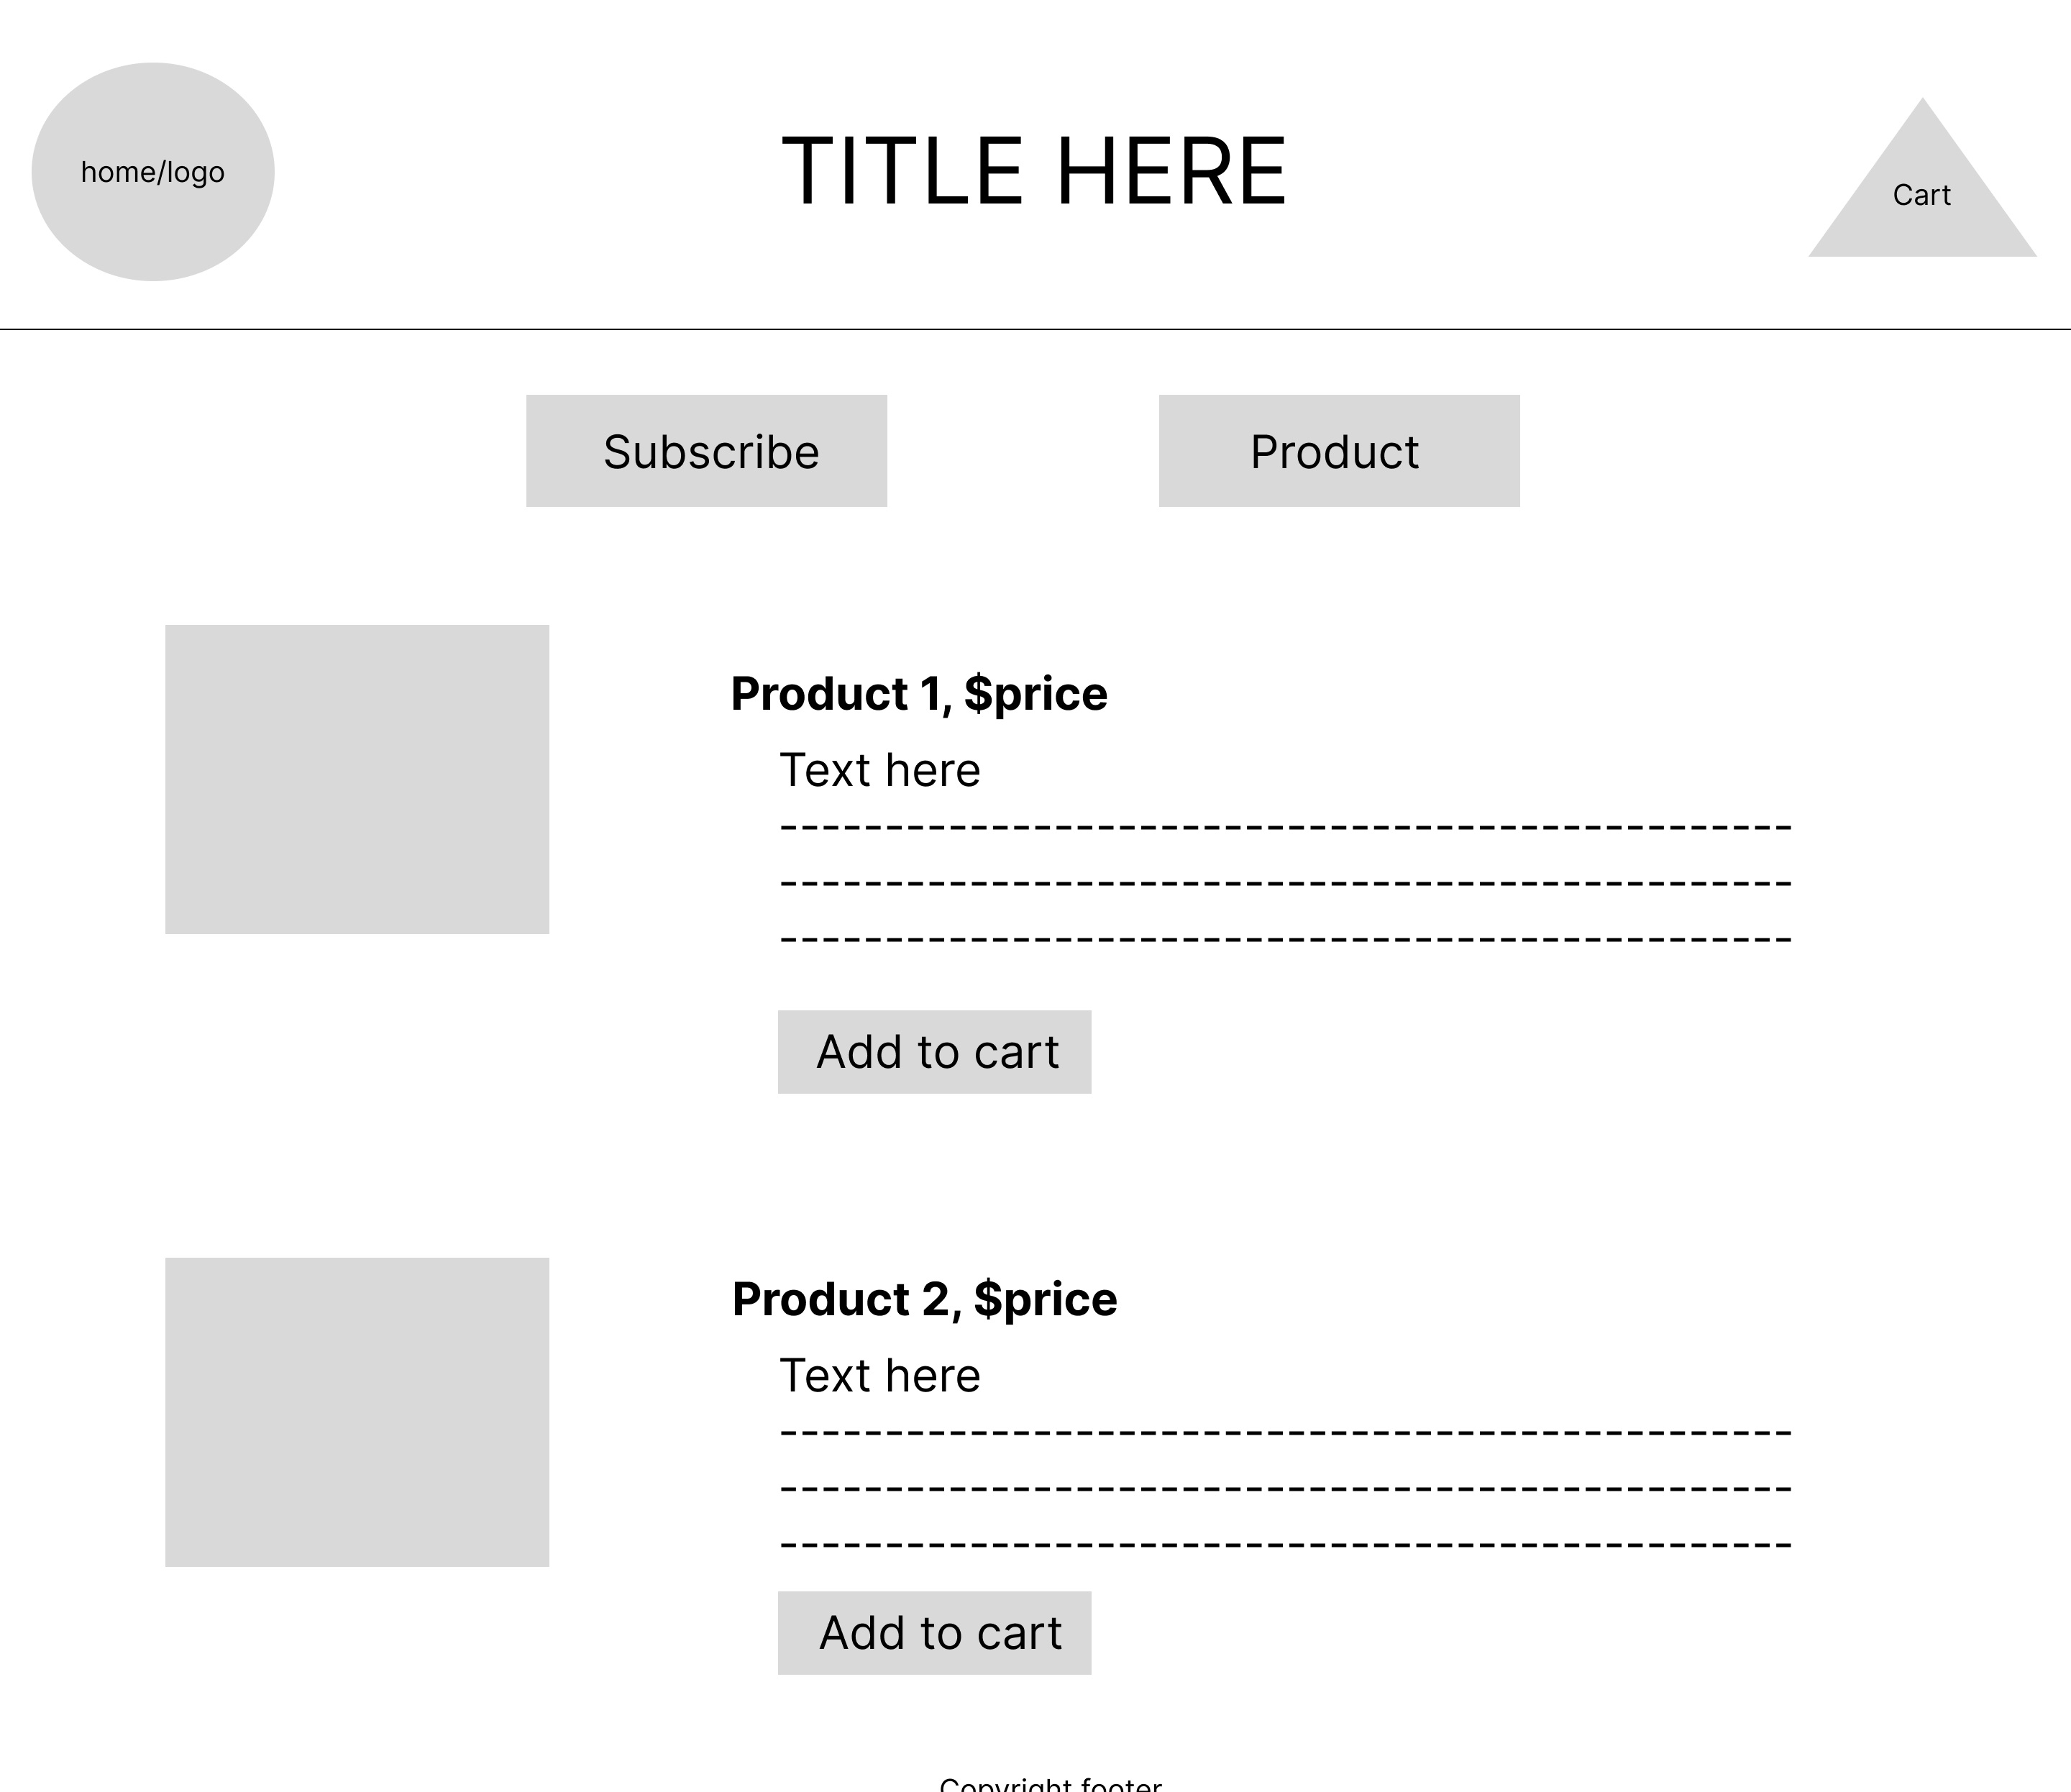 home/logo
TITLE HERE
Cart
Subscribe
Product
Product 1, $price
Text here
Add to cart
Product 2, $price
Text here
Add to cart
Copyright footer